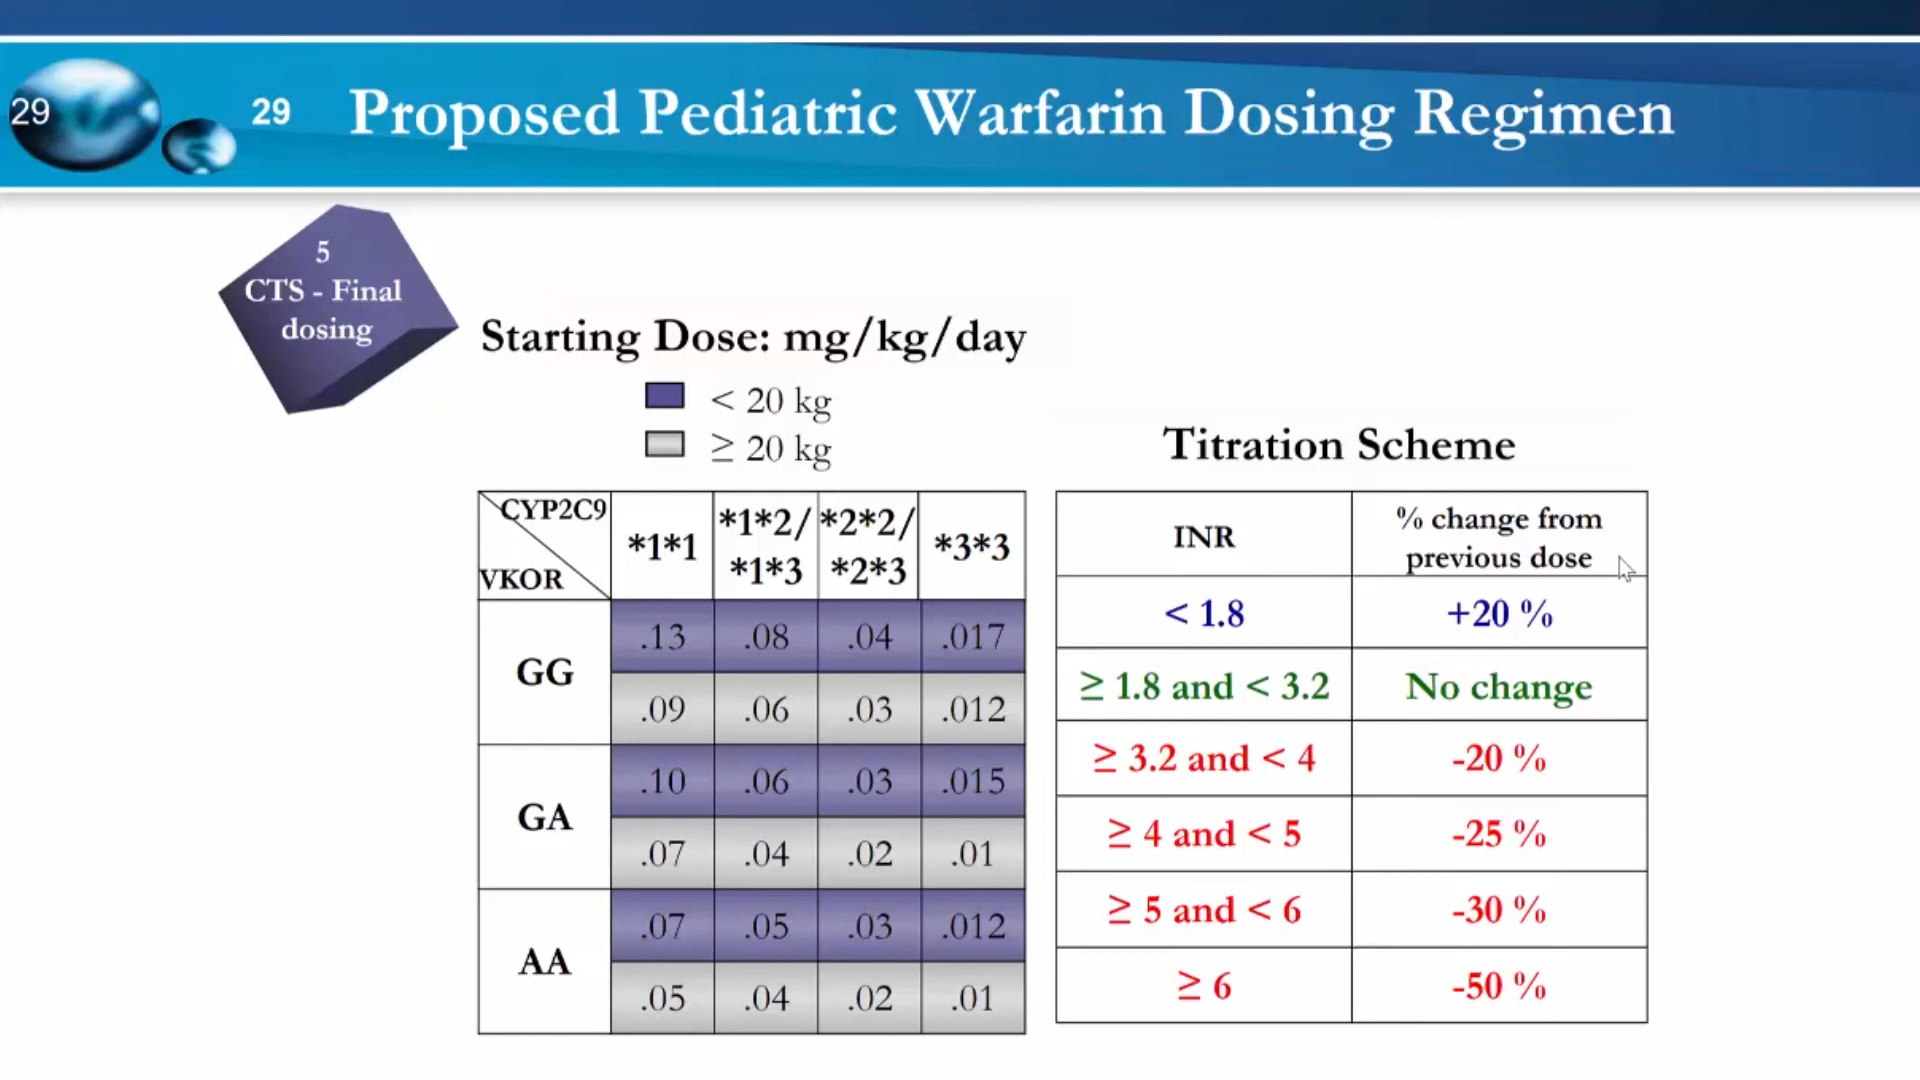 29
29 Proposed Pediatric Warfarin Dosing Regimen
5
CTS - Final
dosing
Starting Dose: mg/kg/day
< 20 kg
≥ 20 kg
CYP2C9
VKOR
*1*1
*1*2/
*1*3
*2*2/
*2*3
*3*3
GG
.13 .08 .04 .017
.09 .06 .03 .012
GA
.10 .06 .03 .015
.07 .04 .02 .01
AA
.07 .05 .03 .012
.05 .04 .02 .01
Titration Scheme
INR
% change from
previous dose
< 1.8 +20 %
≥ 1.8 and < 3.2 No change
≥ 3.2 and < 4 -20 %
≥ 4 and < 5 -25 %
≥ 5 and < 6 -30 %
≥ 6 -50 %